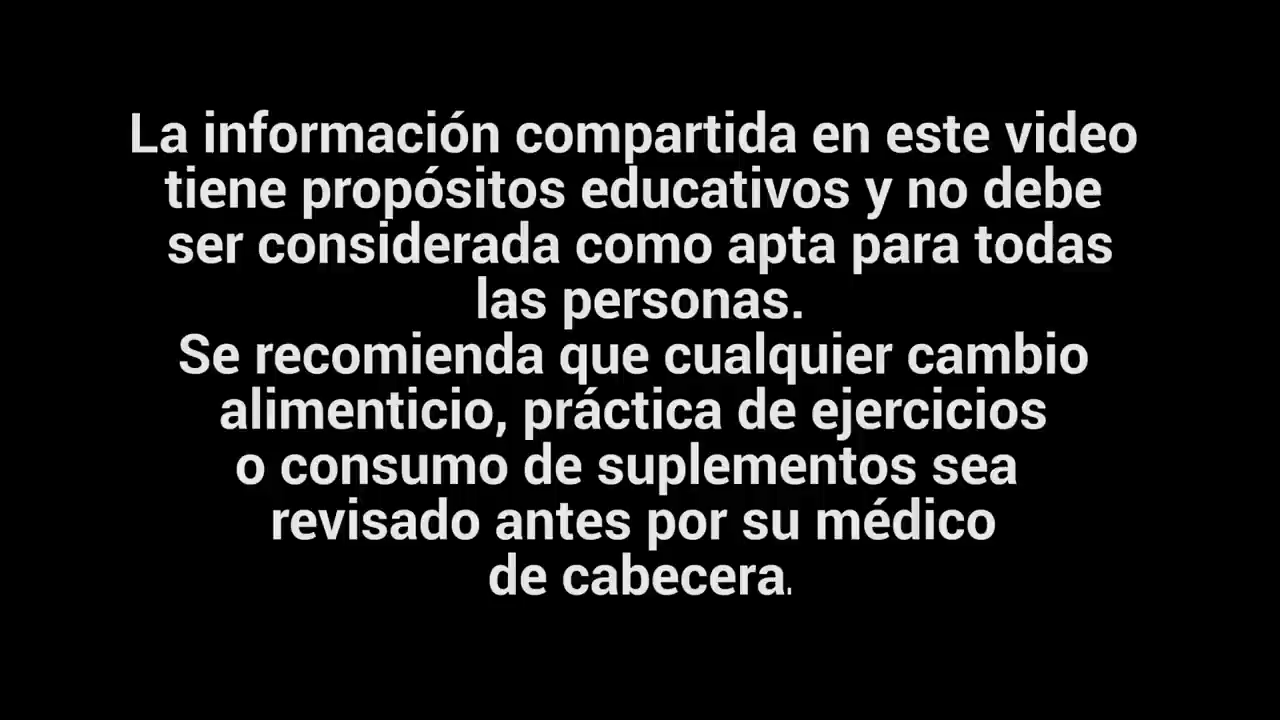 La información compartida en este video
tiene propósitos educativos y no debe
ser considerada como apta para todas
las personas.
Se recomienda que cualquier cambio
alimenticio, práctica de ejercicios
o consumo de suplementos sea
revisado antes por su médico
de cabecera.